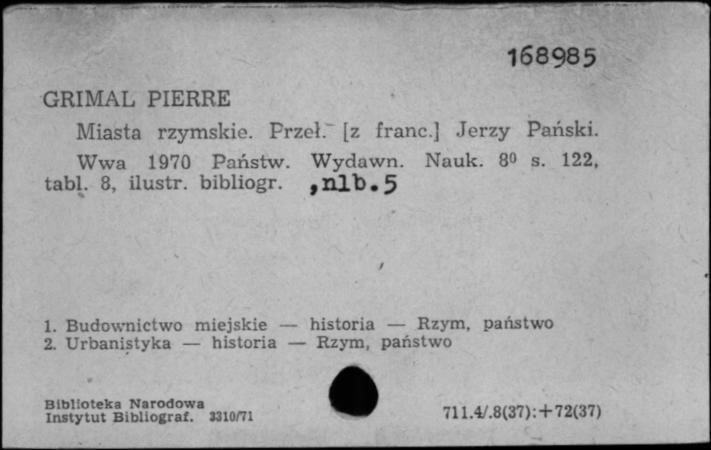 168985
GRIMAL PIERRE
Miasta rzymskie. Przeł. [z franc.] Jerzy Pański.
Wwa 1970 Państw. Wydawn. Nauk. 8⁰ s. 122,
tabl. 8, ilustr. bibliogr. ,nlb.5
1. Budownictwo miejskie — historia — Rzym, państwo
2. Urbanistyka — historia — Rzym, państwo
Biblioteka Narodowa
Instytut Bibliograf. 3310/71
711.4/.8(37):+72(37)